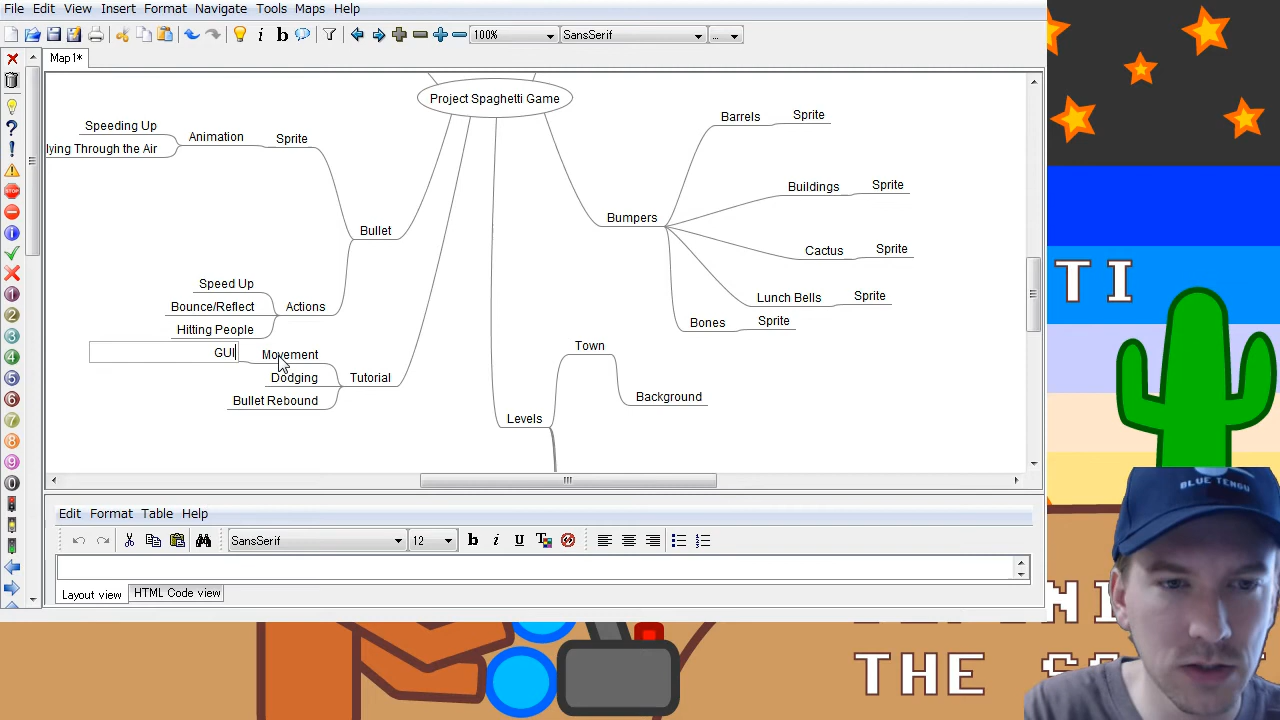 File Edit View Insert Format Navigate Tools Maps Help
100% SansSerif ...
Map1*
Project Spaghetti Game
Speeding Up
Animation
Sprite
lying Through the Air
Bullet
Speed Up
Bounce/Reflect
Actions
Hitting People
GUI
Movement
Dodging
Tutorial
Bullet Rebound
Barrels
Sprite
Buildings
Sprite
Bumpers
Cactus
Sprite
Lunch Bells
Sprite
Bones
Sprite
Town
Background
Levels
Edit Format Table Help
SansSerif 12
Layout view HTML Code view
TI
BLUE TENGU
THE S